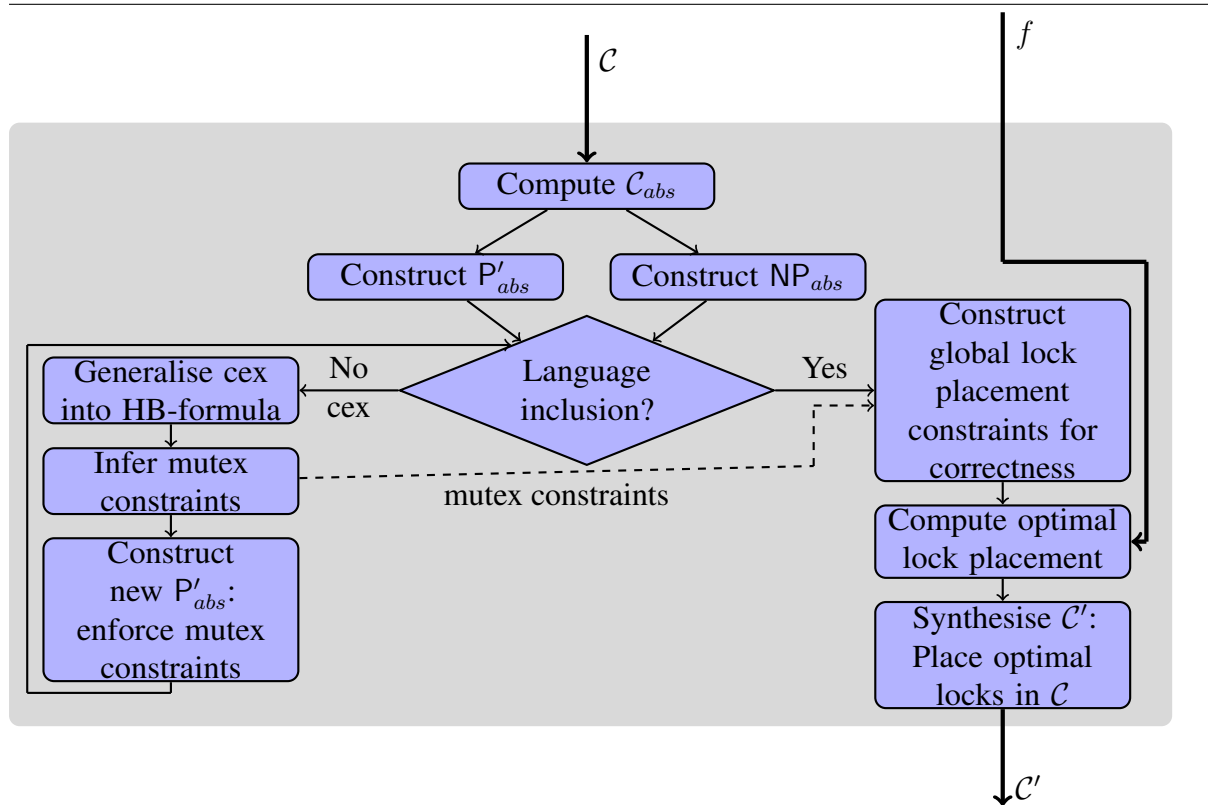 f
𝒞
Compute 𝒞_abs
Construct P′_abs
Construct NP_abs
Language
inclusion?
No
cex
Yes
Generalise cex
into HB-formula
Infer mutex
constraints
Construct
new P′_abs:
enforce mutex
constraints
mutex constraints
Construct
global lock
placement
constraints for
correctness
Compute optimal
lock placement
Synthesise 𝒞′:
Place optimal
locks in 𝒞
𝒞′